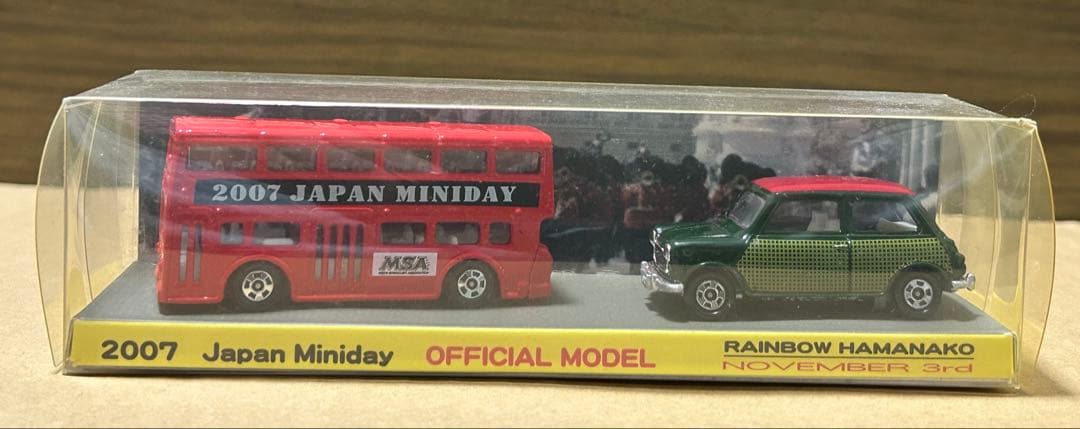 2007 JAPAN MINIDAY
MSA
2007 Japan Miniday OFFICIAL MODEL
RAINBOW HAMANAKO
NOVEMBER 3rd